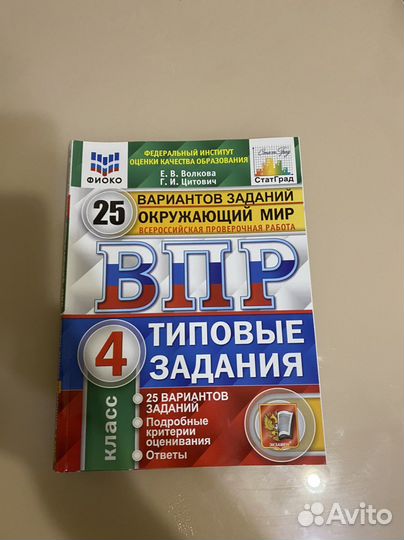 ФЕДЕРАЛЬНЫЙ ИНСТИТУТ
ОЦЕНКИ КАЧЕСТВА ОБРАЗОВАНИЯ
ФИОКО
Е. В. Волкова
Г. И. Цитович
СтатГрад
25 ВАРИАНТОВ ЗАДАНИЙ
ОКРУЖАЮЩИЙ МИР
ВСЕРОССИЙСКАЯ ПРОВЕРОЧНАЯ РАБОТА
ВПР
4 ТИПОВЫЕ
ЗАДАНИЯ
класс
• 25 ВАРИАНТОВ
ЗАДАНИЙ
• Подробные
критерии
оценивания
• Ответы
ЭКЗАМЕН
Avito